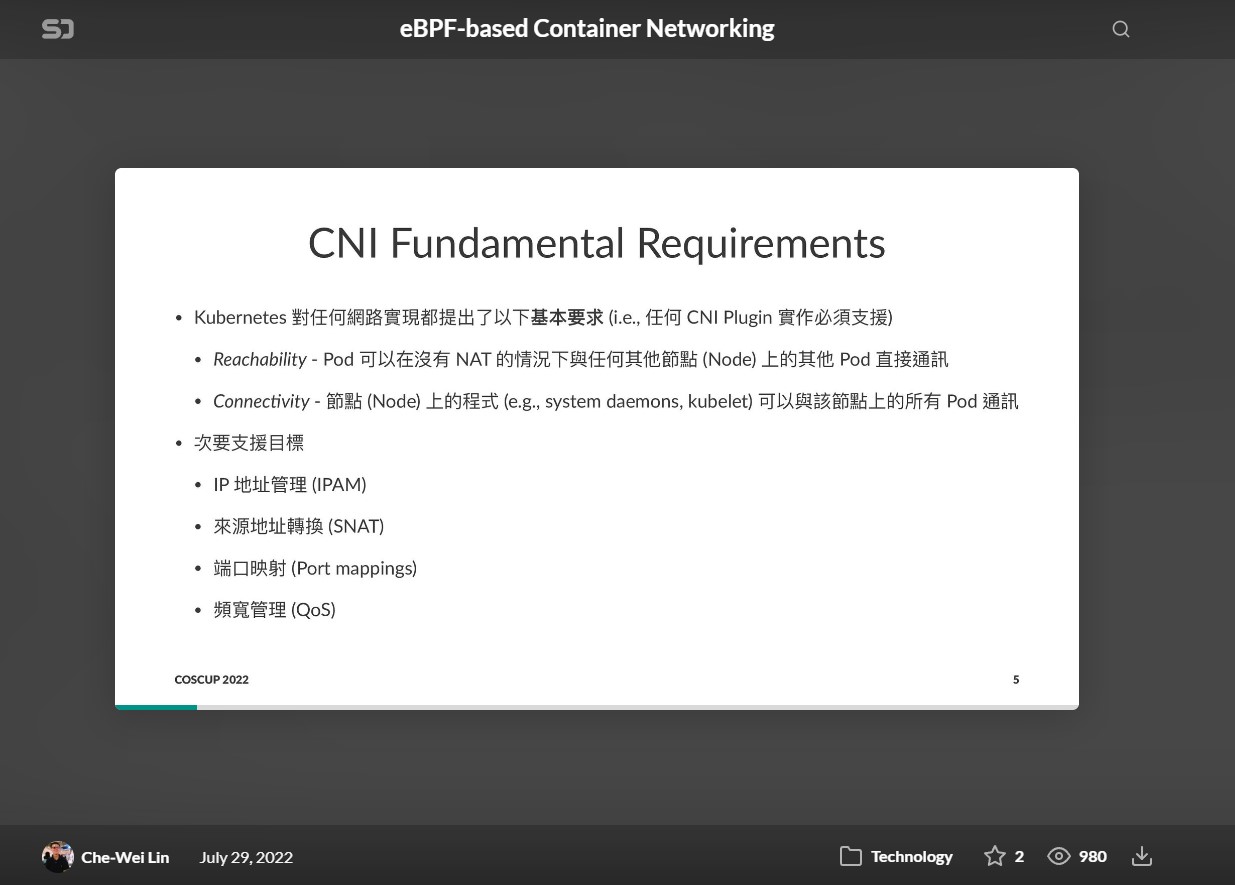 eBPF-based Container Networking
CNI Fundamental Requirements
• Kubernetes 對任何網路實現都提出了以下基本要求 (i.e., 任何 CNI Plugin 實作必須支援)
• Reachability - Pod 可以在沒有 NAT 的情況下與任何其他節點 (Node) 上的其他 Pod 直接通訊
• Connectivity - 節點 (Node) 上的程式 (e.g., system daemons, kubelet) 可以與該節點上的所有 Pod 通訊
• 次要支援目標
• IP 地址管理 (IPAM)
• 來源地址轉換 (SNAT)
• 端口映射 (Port mappings)
• 頻寬管理 (QoS)
COSCUP 2022 5
Che-Wei Lin July 29, 2022 Technology 2 980